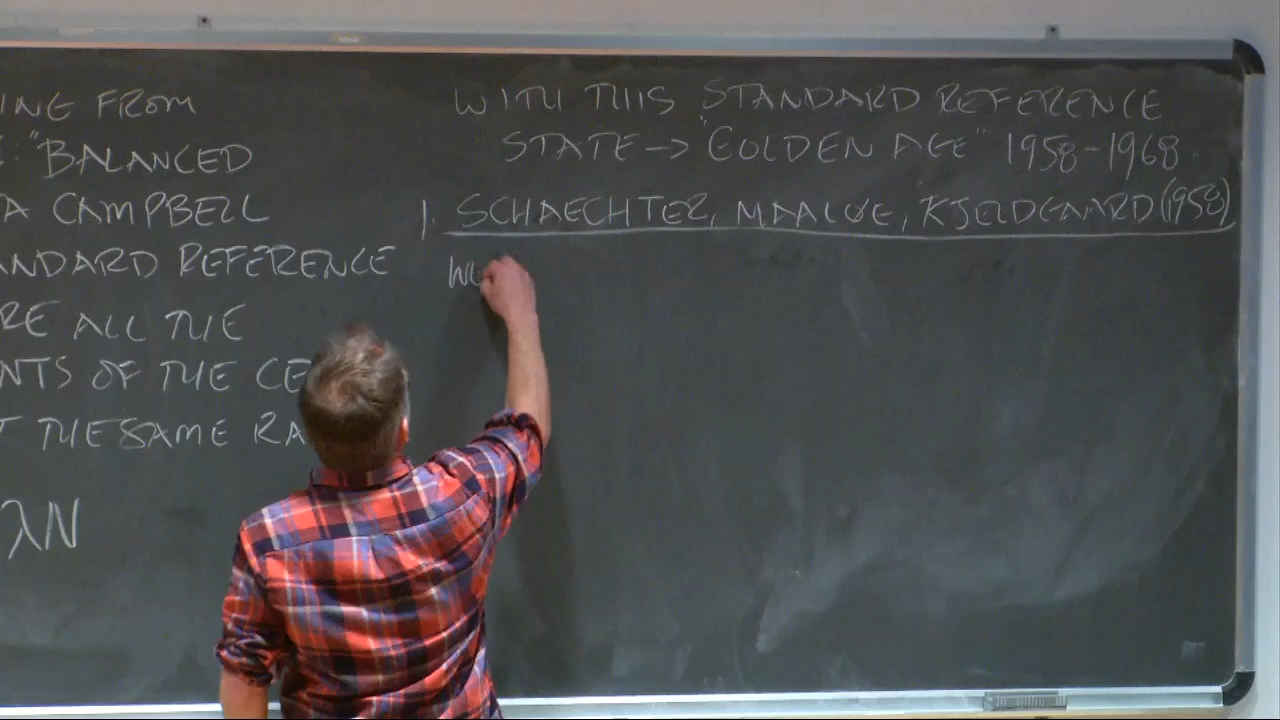 ING FROM
: "BALANCED
A CAMPBELL
ANDARD REFERENCE
RE ALL THE
NTS OF THE CE
T THE SAME RA
λN
WITH THIS STANDARD REFERENCE
STATE → "GOLDEN AGE" 1958-1968.
1. SCHAECHTER, MAALOE, KJELDGAARD (1958)